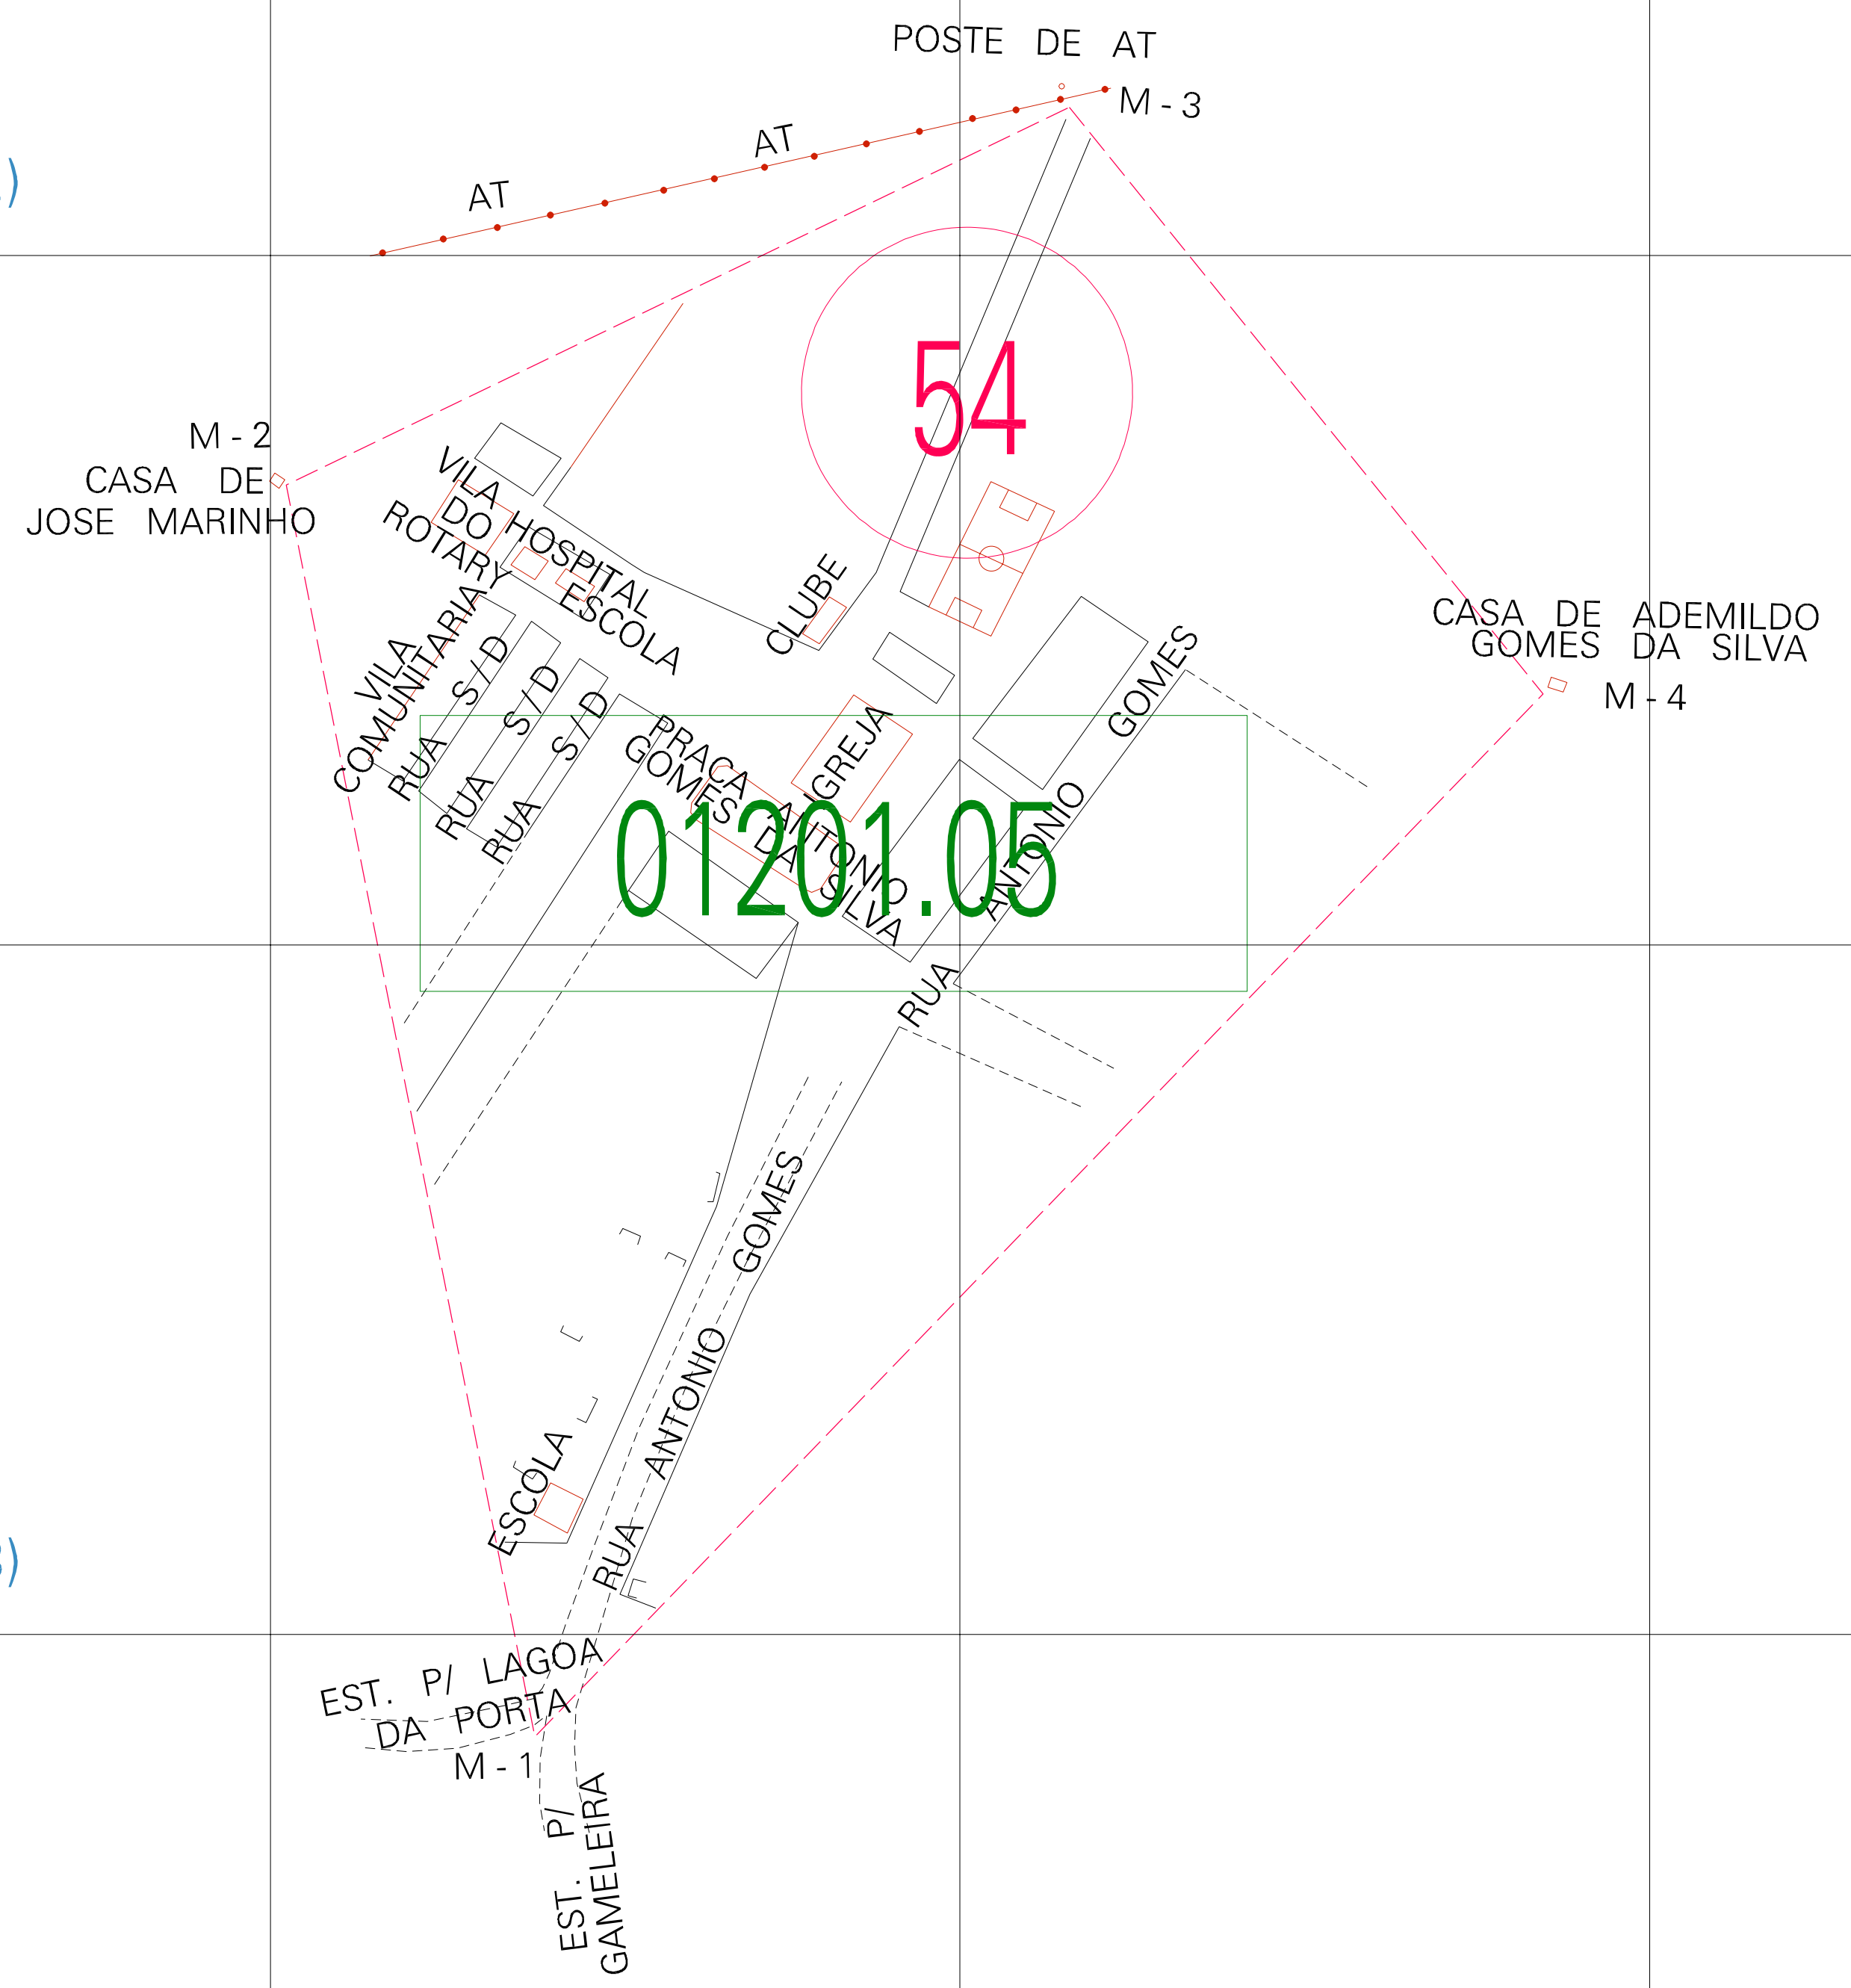 POSTE DE AT
M-3
AT
AT
)
54
M-2
CASA DE
JOSE MARINHO
VILA
DO
ROTARY
HOSPITAL
ESCOLA
CLUBE
CASA DE ADEMILDO
GOMES DA SILVA
M-4
VILA
COMUNITARIA
RUA S/D
RUA S/D
RUA S/D
PRACA ANTONIO
GOMES DA SILVA
IGREJA
RUA ANTONIO GOMES
01201.05
RUA ANTONIO GOMES
ESCOLA
)
EST. P/ LAGOA
DA PORTA
M-1
EST. P/
GAMELEIRA